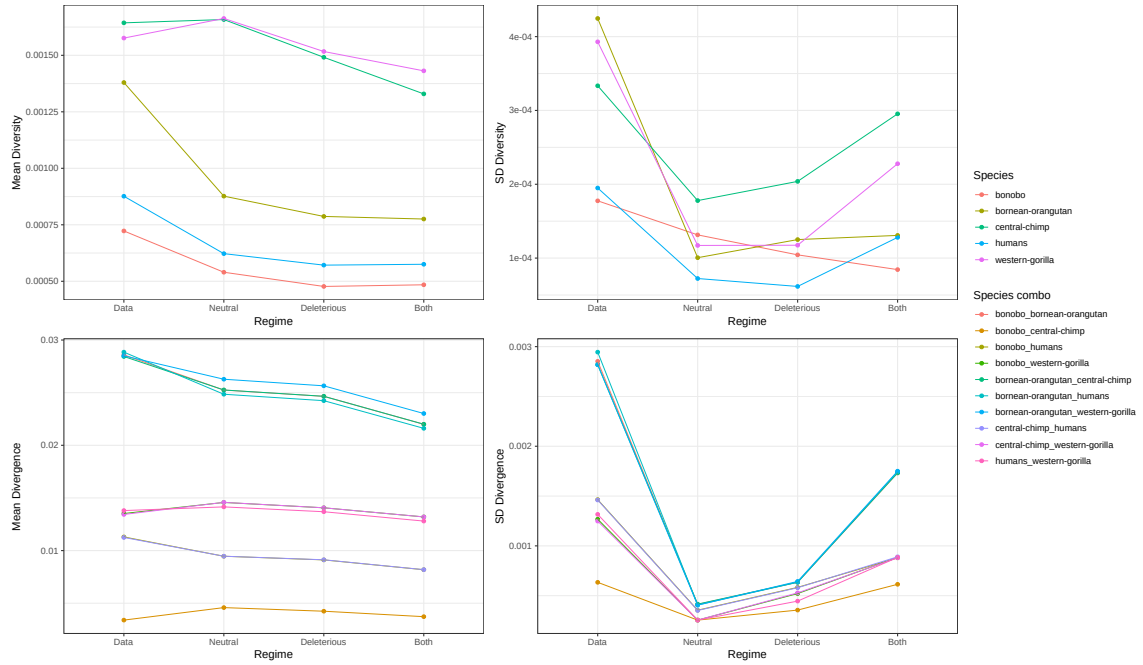 Mean Diversity
0.00150
0.00125
0.00100
0.00075
0.00050
Data
Neutral
Deleterious
Both
Regime
SD Diversity
4e-04
3e-04
2e-04
1e-04
Data
Neutral
Deleterious
Both
Regime
Mean Divergence
0.03
0.02
0.01
Data
Neutral
Deleterious
Both
Regime
SD Divergence
0.003
0.002
0.001
Data
Neutral
Deleterious
Both
Regime
Species
bonobo
bornean-orangutan
central-chimp
humans
western-gorilla
Species combo
bonobo_bornean-orangutan
bonobo_central-chimp
bonobo_humans
bonobo_western-gorilla
bornean-orangutan_central-chimp
bornean-orangutan_humans
bornean-orangutan_western-gorilla
central-chimp_humans
central-chimp_western-gorilla
humans_western-gorilla